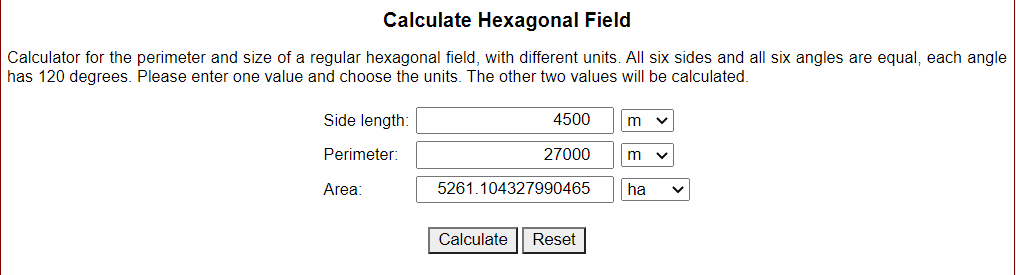 Calculate Hexagonal Field
Calculator for the perimeter and size of a regular hexagonal field, with different units. All six sides and all six angles are equal, each angle
has 120 degrees. Please enter one value and choose the units. The other two values will be calculated.
Side length: 4500 m
Perimeter: 27000 m
Area: 5261.104327990465 ha
Calculate Reset